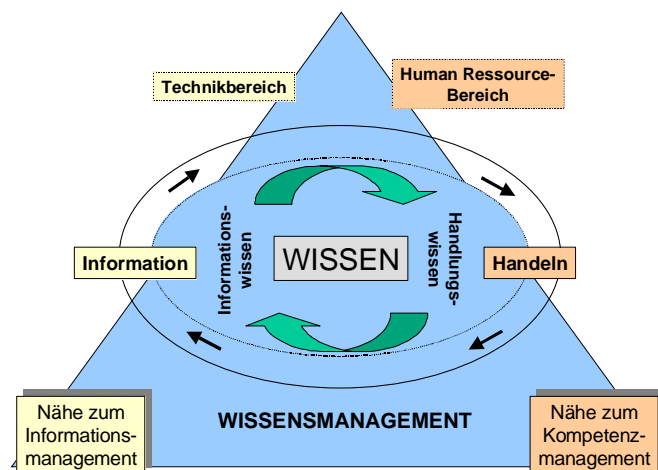 Technikbereich
Human Ressource-
Bereich
Informations-
wissen
WISSEN
Handlungs-
wissen
Information
Handeln
Nähe zum
Informations-
management
WISSENSMANAGEMENT
Nähe zum
Kompetenz-
management